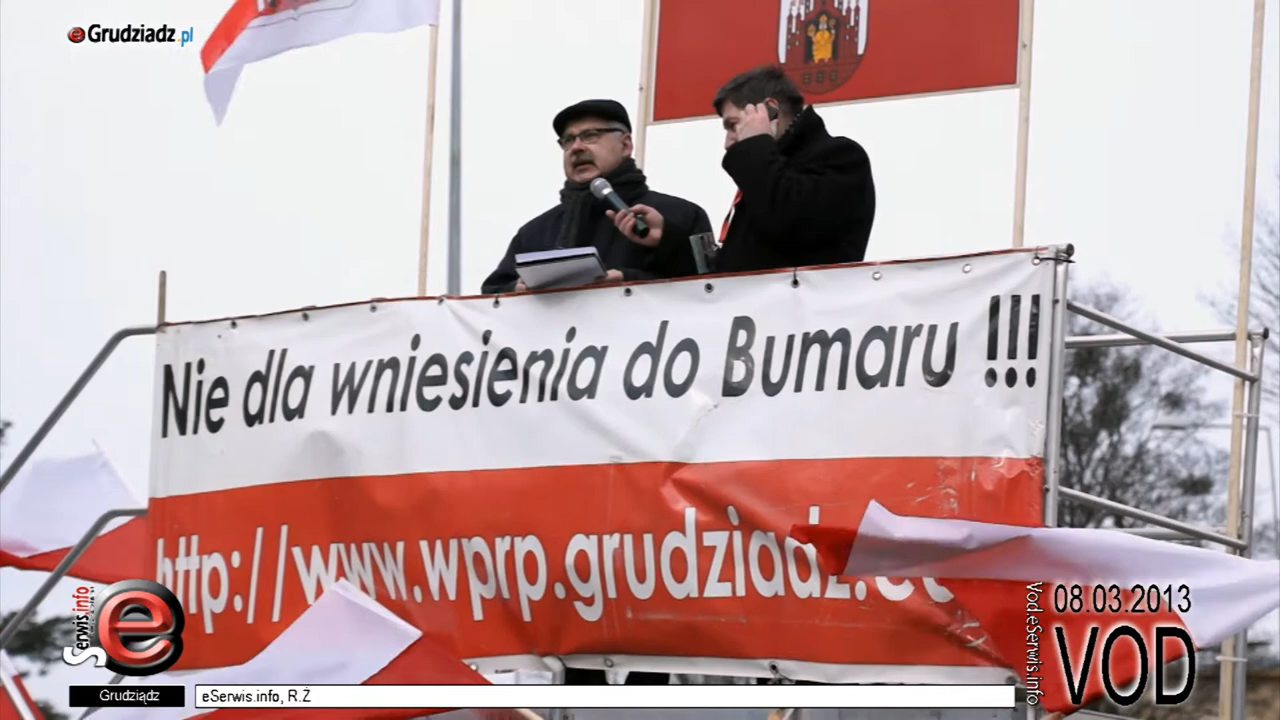 eGrudziadz.pl
Nie dla wniesienia do Bumaru !!!
http://www.wprp.grudziadz.
eSerwis.info
Grudziądz
eSerwis.info, R.Ż
Vod.eSerwis.info
08.03.2013
VOD